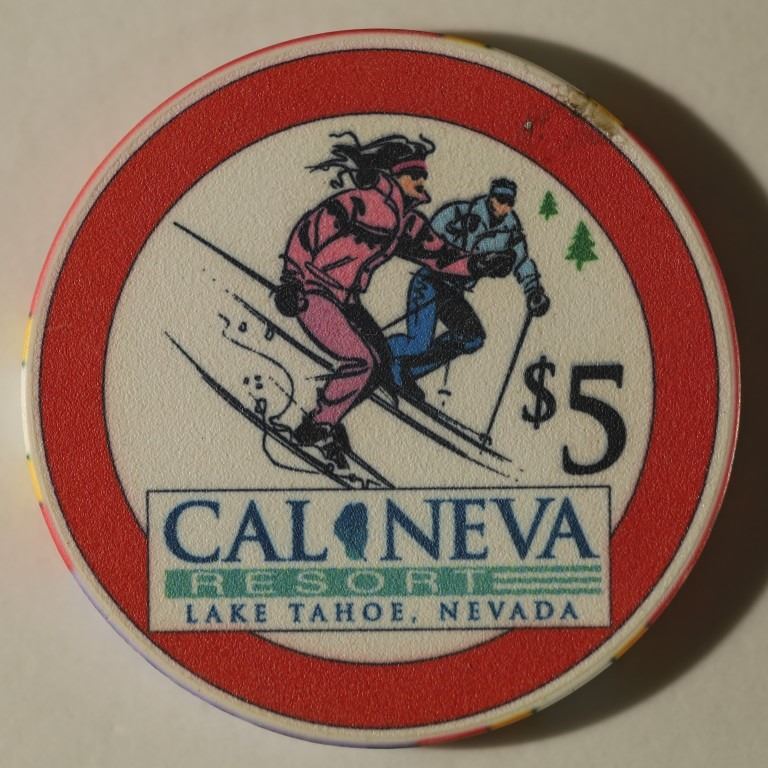 $5
CAL NEVA
RESORT
LAKE TAHOE, NEVADA